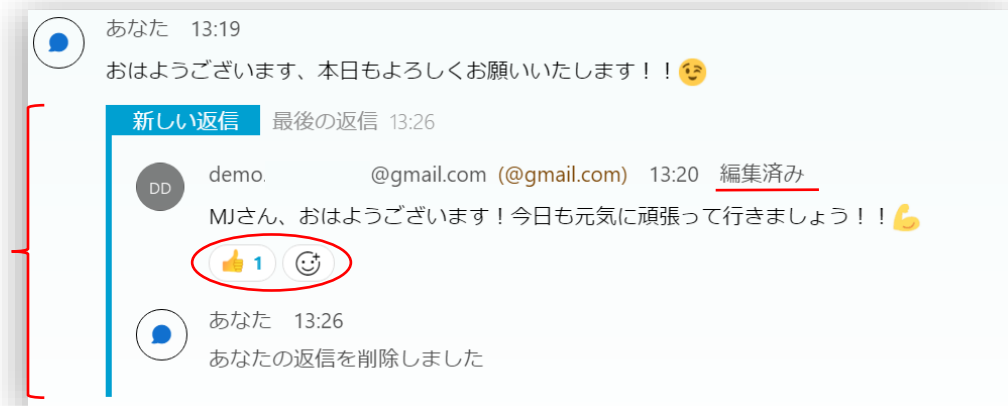 あなた 13:19
おはようございます、本日もよろしくお願いいたします！！😉
新しい返信 最後の返信 13:26
DD demo. @gmail.com (@gmail.com) 13:20 編集済み
MJさん、おはようございます！今日も元気に頑張って行きましょう！！💪
👍 1
あなた 13:26
あなたの返信を削除しました